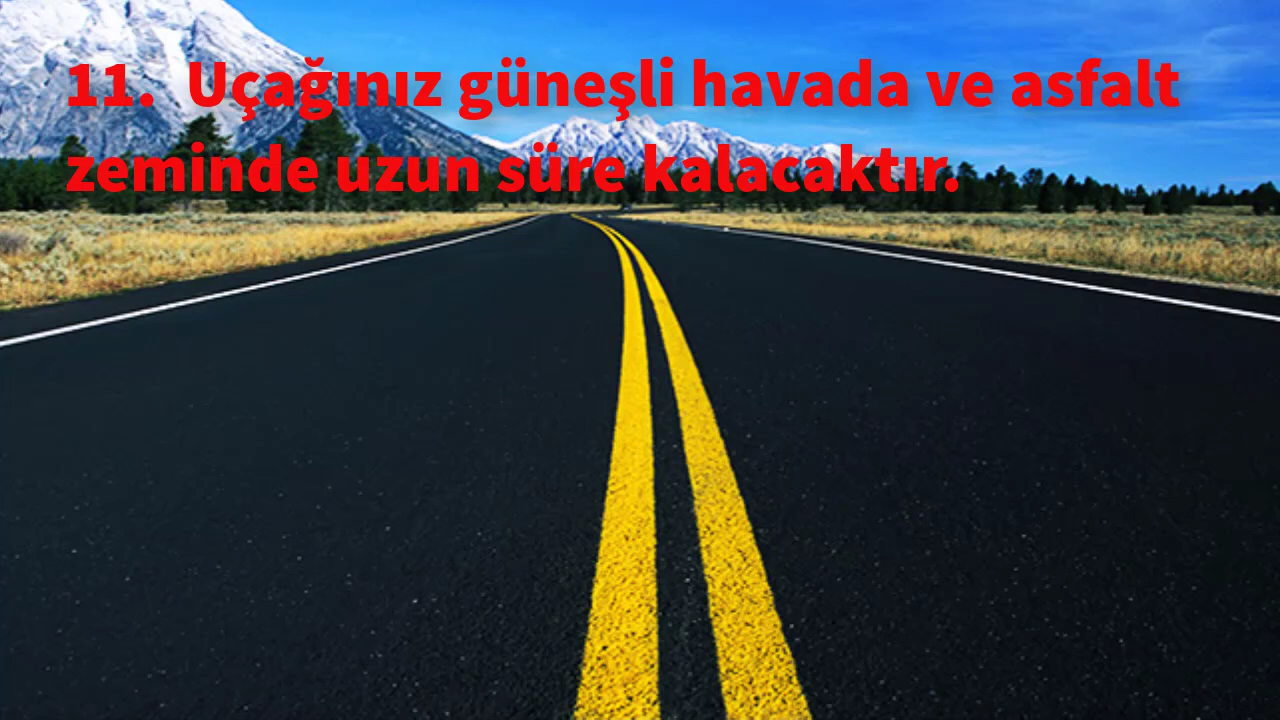 11. Uçağınız güneşli havada ve asfalt
zeminde uzun süre kalacaktır.